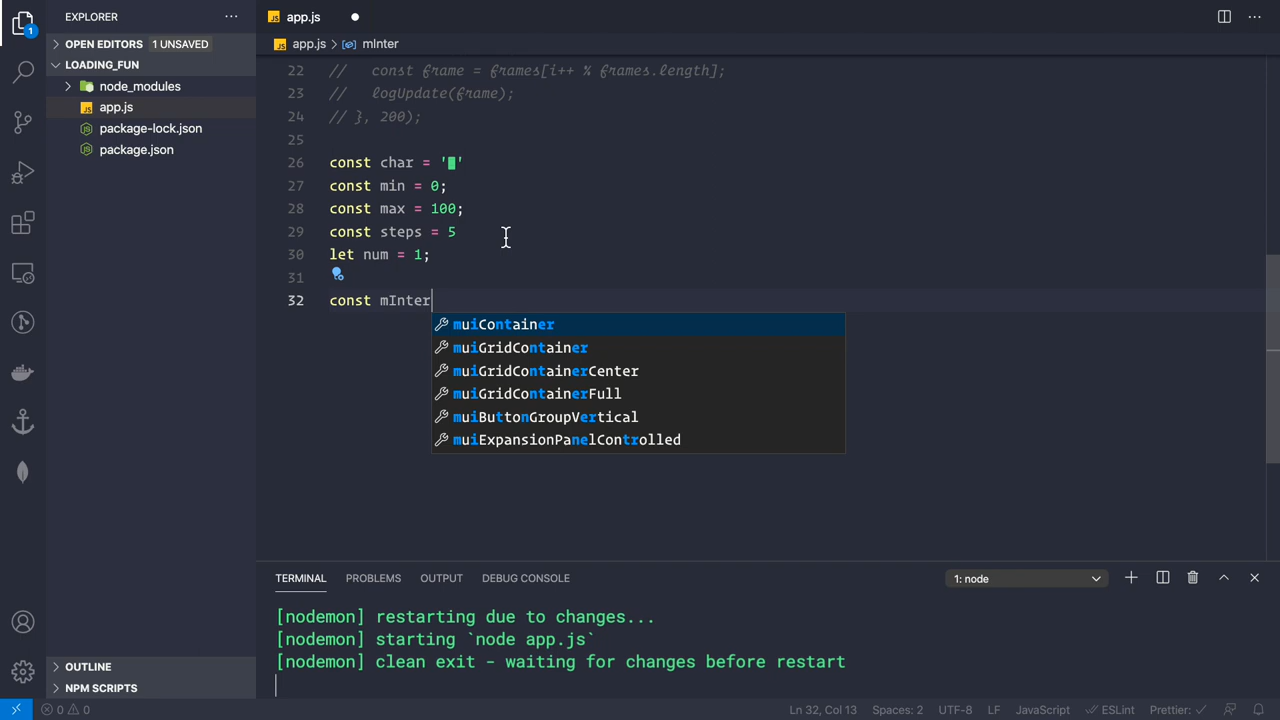 EXPLORER
app.js
OPEN EDITORS 1 UNSAVED
app.js > mInter
LOADING_FUN
node_modules
app.js
package-lock.json
package.json
22 // const frame = frames[i++ % frames.length];
23 // logUpdate(frame);
24 // }, 200);
25
26 const char = '▊'
27 const min = 0;
28 const max = 100;
29 const steps = 5
30 let num = 1;
31
32 const mInter
muiContainer
muiGridContainer
muiGridContainerCenter
muiGridContainerFull
muiButtonGroupVertical
muiExpansionPanelControlled
TERMINAL PROBLEMS OUTPUT DEBUG CONSOLE 1: node
[nodemon] restarting due to changes...
[nodemon] starting `node app.js`
[nodemon] clean exit - waiting for changes before restart
OUTLINE
NPM SCRIPTS
1
0 0 Ln 32, Col 13 Spaces: 2 UTF-8 LF JavaScript ESLint Prettier: ✓